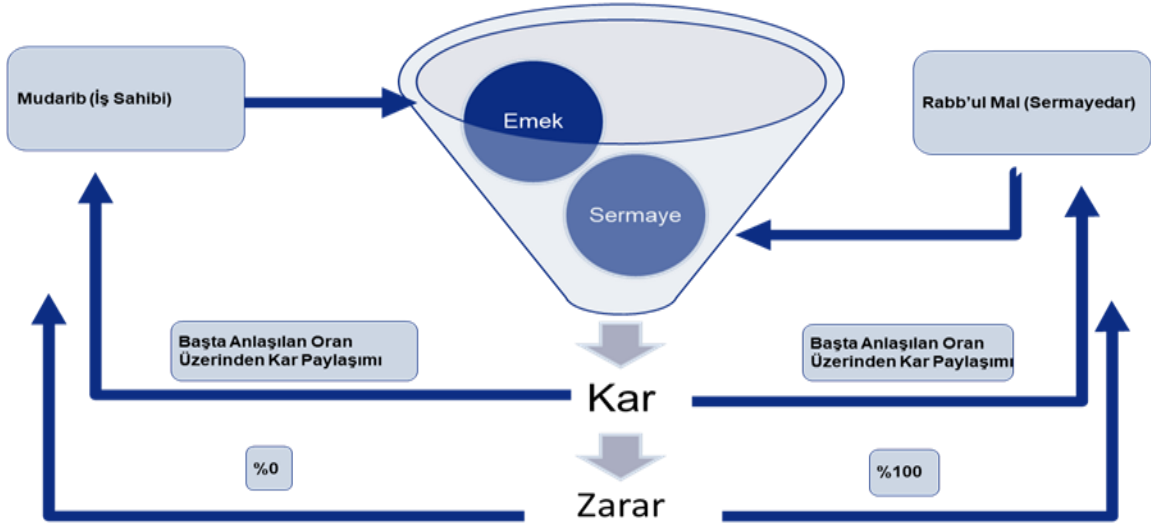 Mudarib (İş Sahibi)
Emek
Sermaye
Rabb'ul Mal (Sermayedar)
Başta Anlaşılan Oran
Üzerinden Kar Paylaşımı
Başta Anlaşılan Oran
Üzerinden Kar Paylaşımı
Kar
%0
%100
Zarar